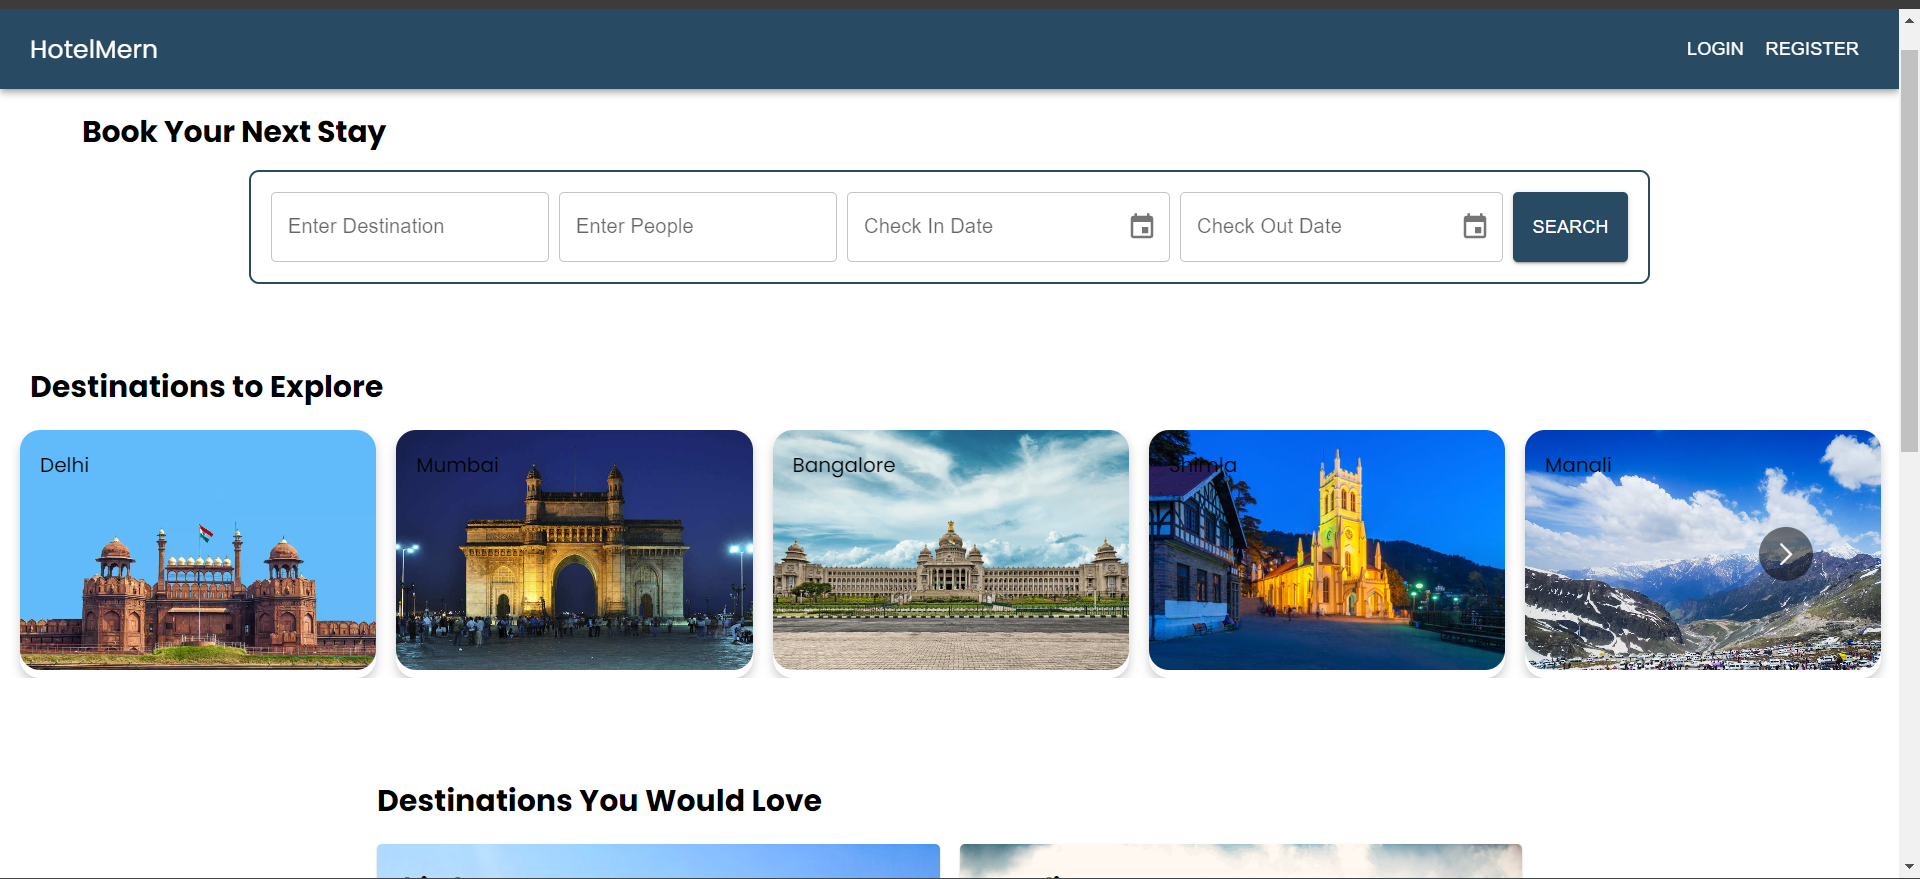 HotelMern
LOGIN REGISTER
Book Your Next Stay
Enter Destination Enter People Check In Date Check Out Date SEARCH
Destinations to Explore
Delhi Mumbai Bangalore Shimla Manali
Destinations You Would Love